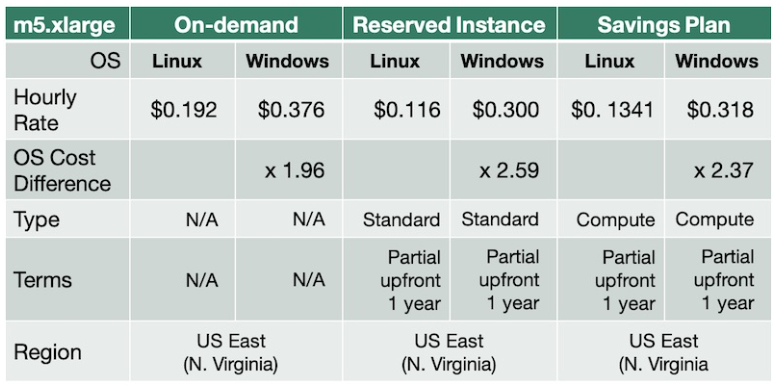 m5.xlarge On-demand Reserved Instance Savings Plan
OS Linux Windows Linux Windows Linux Windows
Hourly
Rate
$0.192 $0.376 $0.116 $0.300 $0. 1341 $0.318
OS Cost
Difference
x 1.96 x 2.59 x 2.37
Type N/A N/A Standard Standard Compute Compute
Terms N/A N/A
Partial
upfront
1 year
Partial
upfront
1 year
Partial
upfront
1 year
Partial
upfront
1 year
Region
US East
(N. Virginia)
US East
(N. Virginia)
US East
(N. Virginia